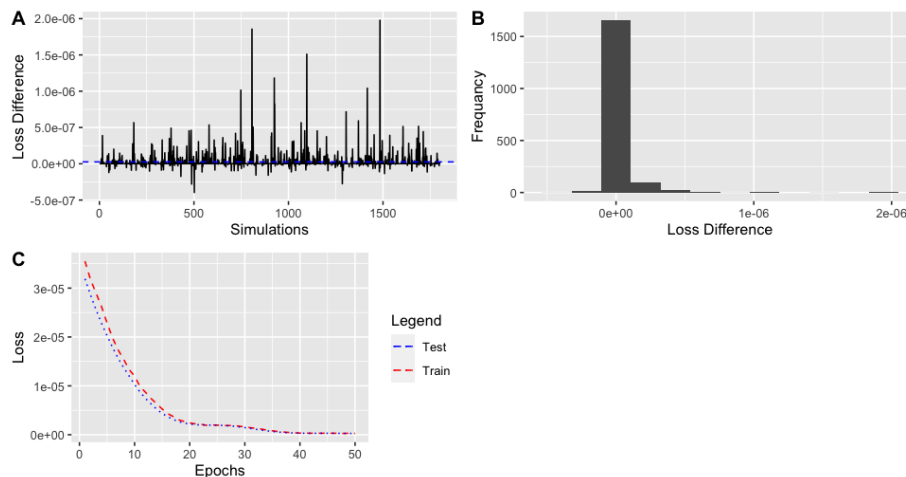 A
Loss Difference
2.0e-06
1.5e-06
1.0e-06
5.0e-07
0.0e+00
-5.0e-07
0
500
1000
1500
Simulations
B
Frequancy
1500
1000
500
0
0e+00
1e-06
2e-06
Loss Difference
C
Loss
3e-05
2e-05
1e-05
0e+00
0
10
20
30
40
50
Epochs
Legend
Test
Train